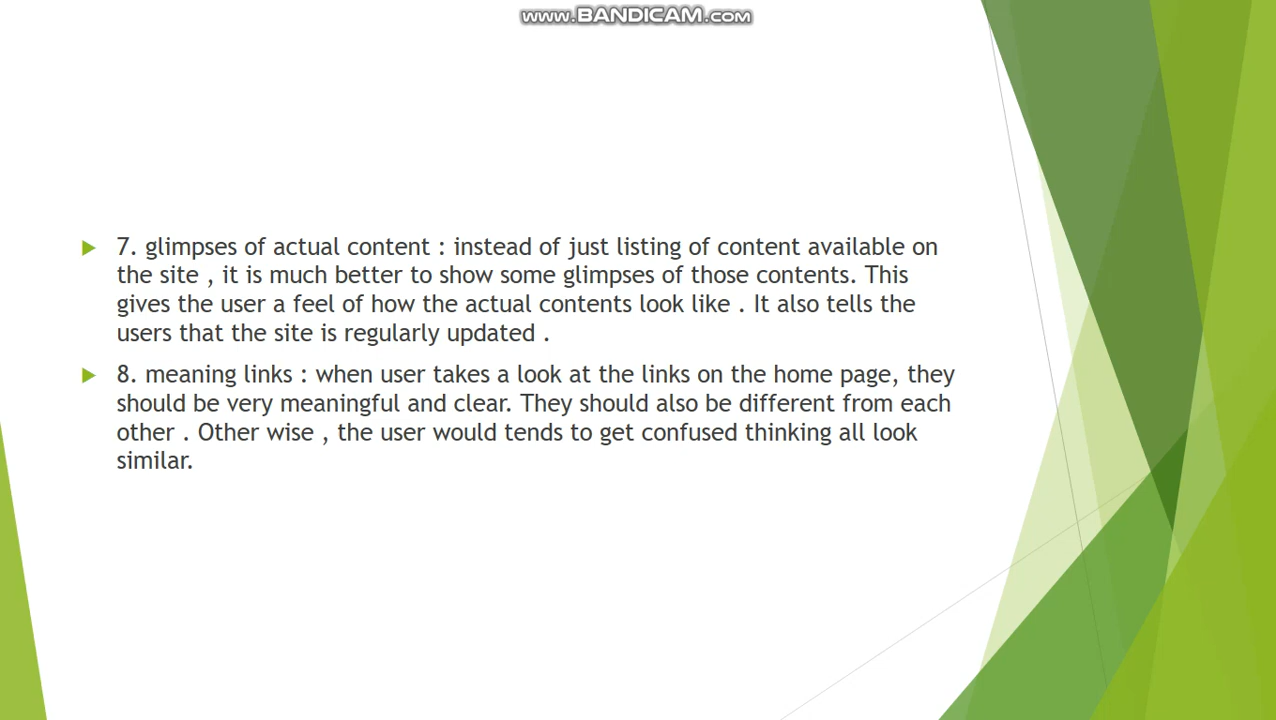 www.BANDICAM.com
7. glimpses of actual content : instead of just listing of content available on
the site , it is much better to show some glimpses of those contents. This
gives the user a feel of how the actual contents look like . It also tells the
users that the site is regularly updated .
8. meaning links : when user takes a look at the links on the home page, they
should be very meaningful and clear. They should also be different from each
other . Other wise , the user would tends to get confused thinking all look
similar.